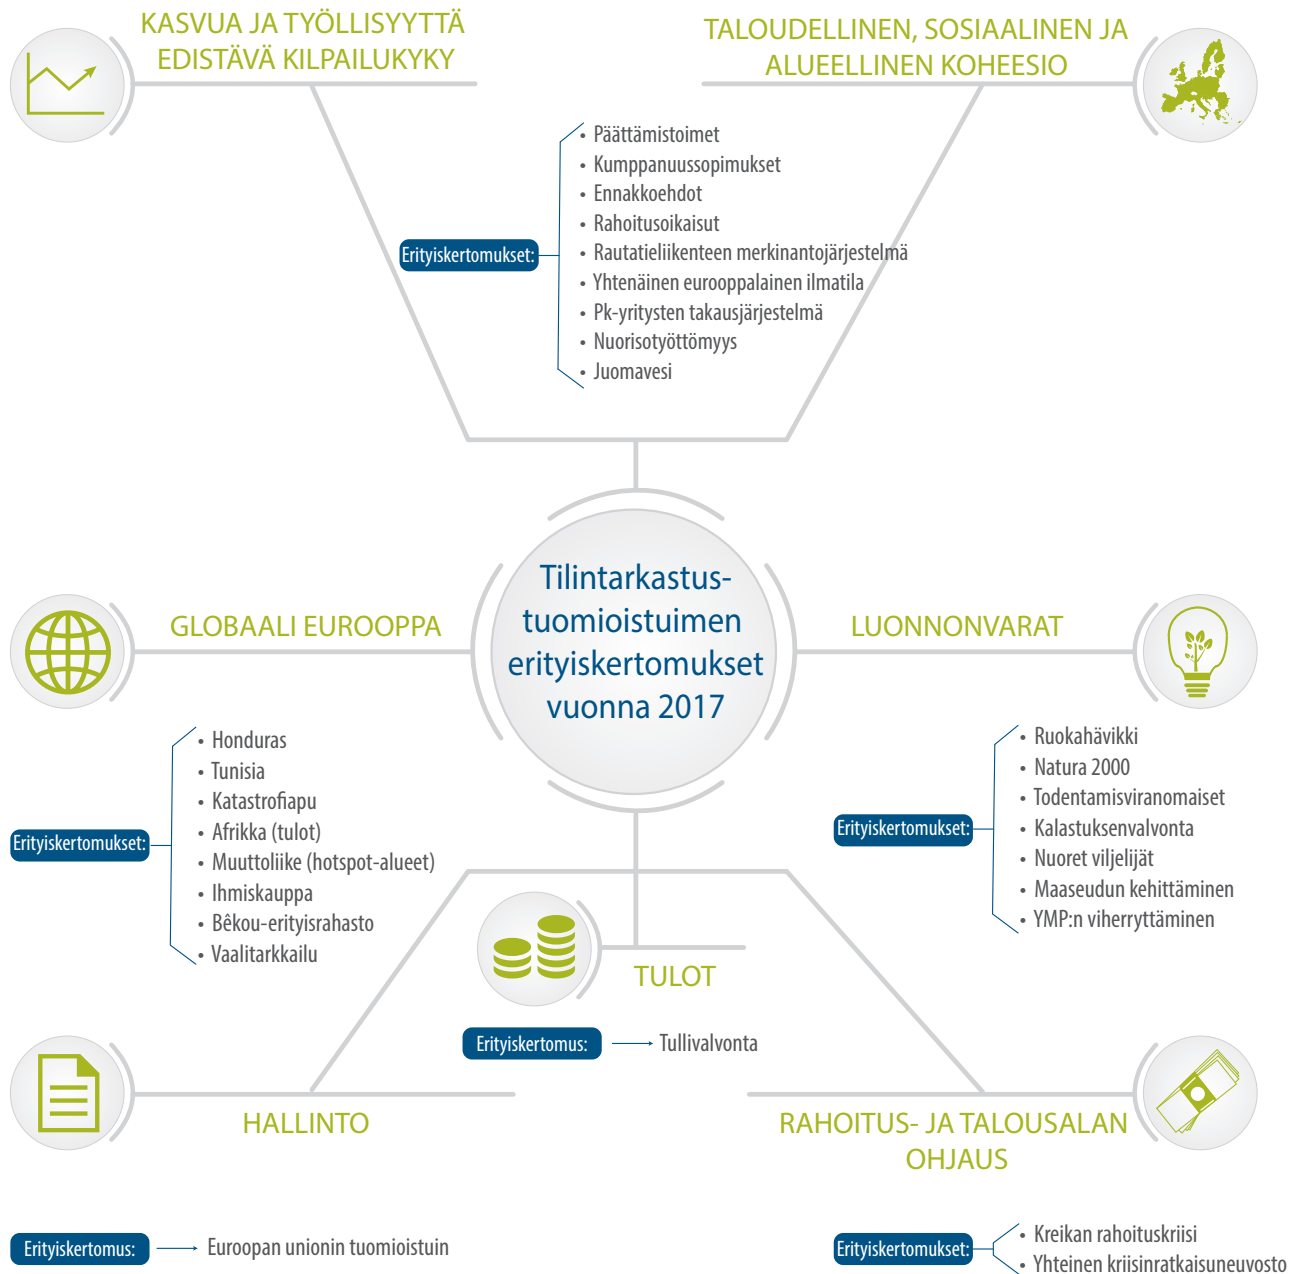 KASVUA JA TYÖLLISYYTTÄ
EDISTÄVÄ KILPAILUKYKY
TALOUDELLINEN, SOSIAALINEN JA
ALUEELLINEN KOHEESIO
Erityiskertomukset:
• Päättämistoimet
• Kumppanuussopimukset
• Ennakkoehdot
• Rahoitusoikaisut
• Rautatieliikenteen merkinantojärjestelmä
• Yhtenäinen eurooppalainen ilmatila
• Pk-yritysten takausjärjestelmä
• Nuorisotyöttömyys
• Juomavesi
Tilintarkastus-
tuomioistuimen
erityiskertomukset
vuonna 2017
GLOBAALI EUROOPPA
Erityiskertomukset:
• Honduras
• Tunisia
• Katastrofiapu
• Afrikka (tulot)
• Muuttoliike (hotspot-alueet)
• Ihmiskauppa
• Bêkou-erityisrahasto
• Vaalitarkkailu
LUONNONVARAT
Erityiskertomukset:
• Ruokahävikki
• Natura 2000
• Todentamisviranomaiset
• Kalastuksenvalvonta
• Nuoret viljelijät
• Maaseudun kehittäminen
• YMP:n viherryttäminen
TULOT
Erityiskertomus:
Tullivalvonta
HALLINTO
Erityiskertomus:
Euroopan unionin tuomioistuin
RAHOITUS- JA TALOUSALAN
OHJAUS
Erityiskertomukset:
• Kreikan rahoituskriisi
• Yhteinen kriisinratkaisuneuvosto